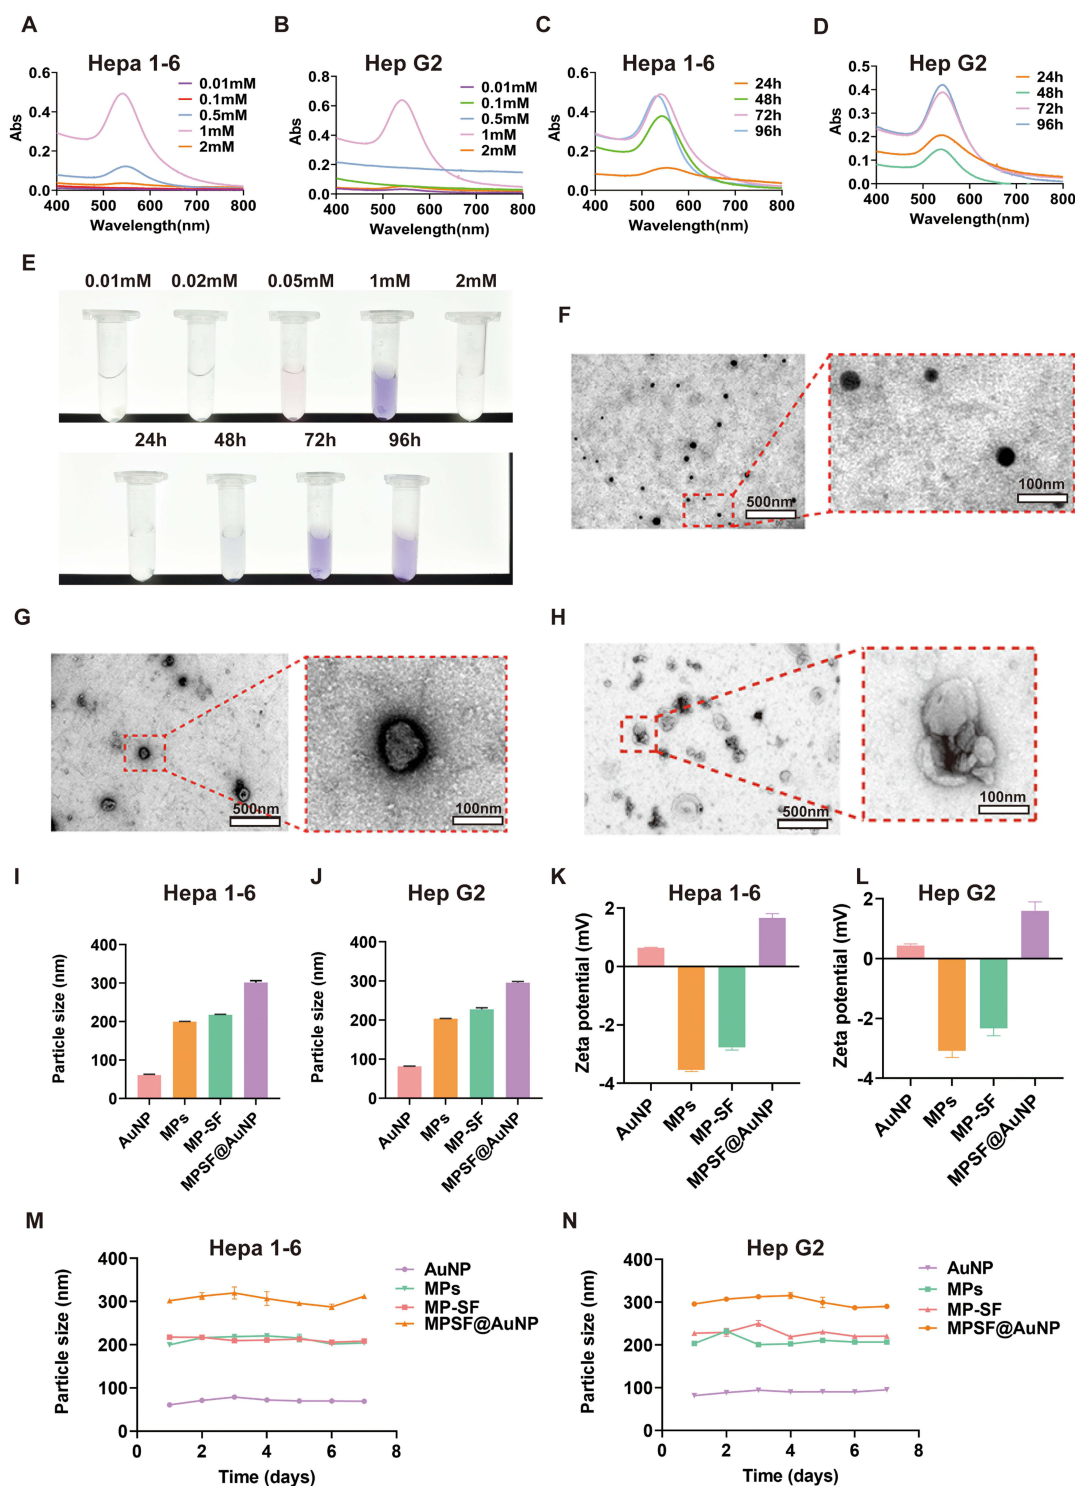 A
Hepa 1-6
Abs
0.6
0.4
0.2
0.0
400 500 600 700 800
Wavelength(nm)
0.01mM
0.1mM
0.5mM
1mM
2mM
B
Hep G2
0.8
0.6
0.4
0.2
0.0
400 500 600 700 800
Wavelength(nm)
0.01mM
0.1mM
0.5mM
1mM
2mM
C
Hepa 1-6
Abs
0.6
0.4
0.2
0.0
400 500 600 700 800
Wavelength(nm)
24h
48h
72h
96h
D
Hep G2
Abs
0.5
0.4
0.3
0.2
0.1
0.0
400 500 600 700 800
Wavelength(nm)
24h
48h
72h
96h
E
0.01mM 0.02mM 0.05mM 1mM 2mM
24h 48h 72h 96h
F
500nm
100nm
G
500nm
100nm
H
500nm
100nm
I
Hepa 1-6
Particle size (nm)
400
300
200
100
0
AuNP
MPs
MP-SF
MPSF@AuNP
J
Hep G2
Particle size (nm)
400
300
200
100
0
AuNP
MPs
MP-SF
MPSF@AuNP
K
Hepa 1-6
Zeta potential (mV)
2
0
-2
-4
AuNP
MPs
MP-SF
MPSF@AuNP
L
Hep G2
Zeta potential (mV)
2
0
-2
-4
AuNP
MPs
MP-SF
MPSF@AuNP
M
Hepa 1-6
Particle size (nm)
400
300
200
100
0
0 2 4 6 8
Time (days)
AuNP
MPs
MP-SF
MPSF@AuNP
N
Hep G2
Particle size (nm)
400
300
200
100
0
0 2 4 6 8
Time (days)
AuNP
MPs
MP-SF
MPSF@AuNP